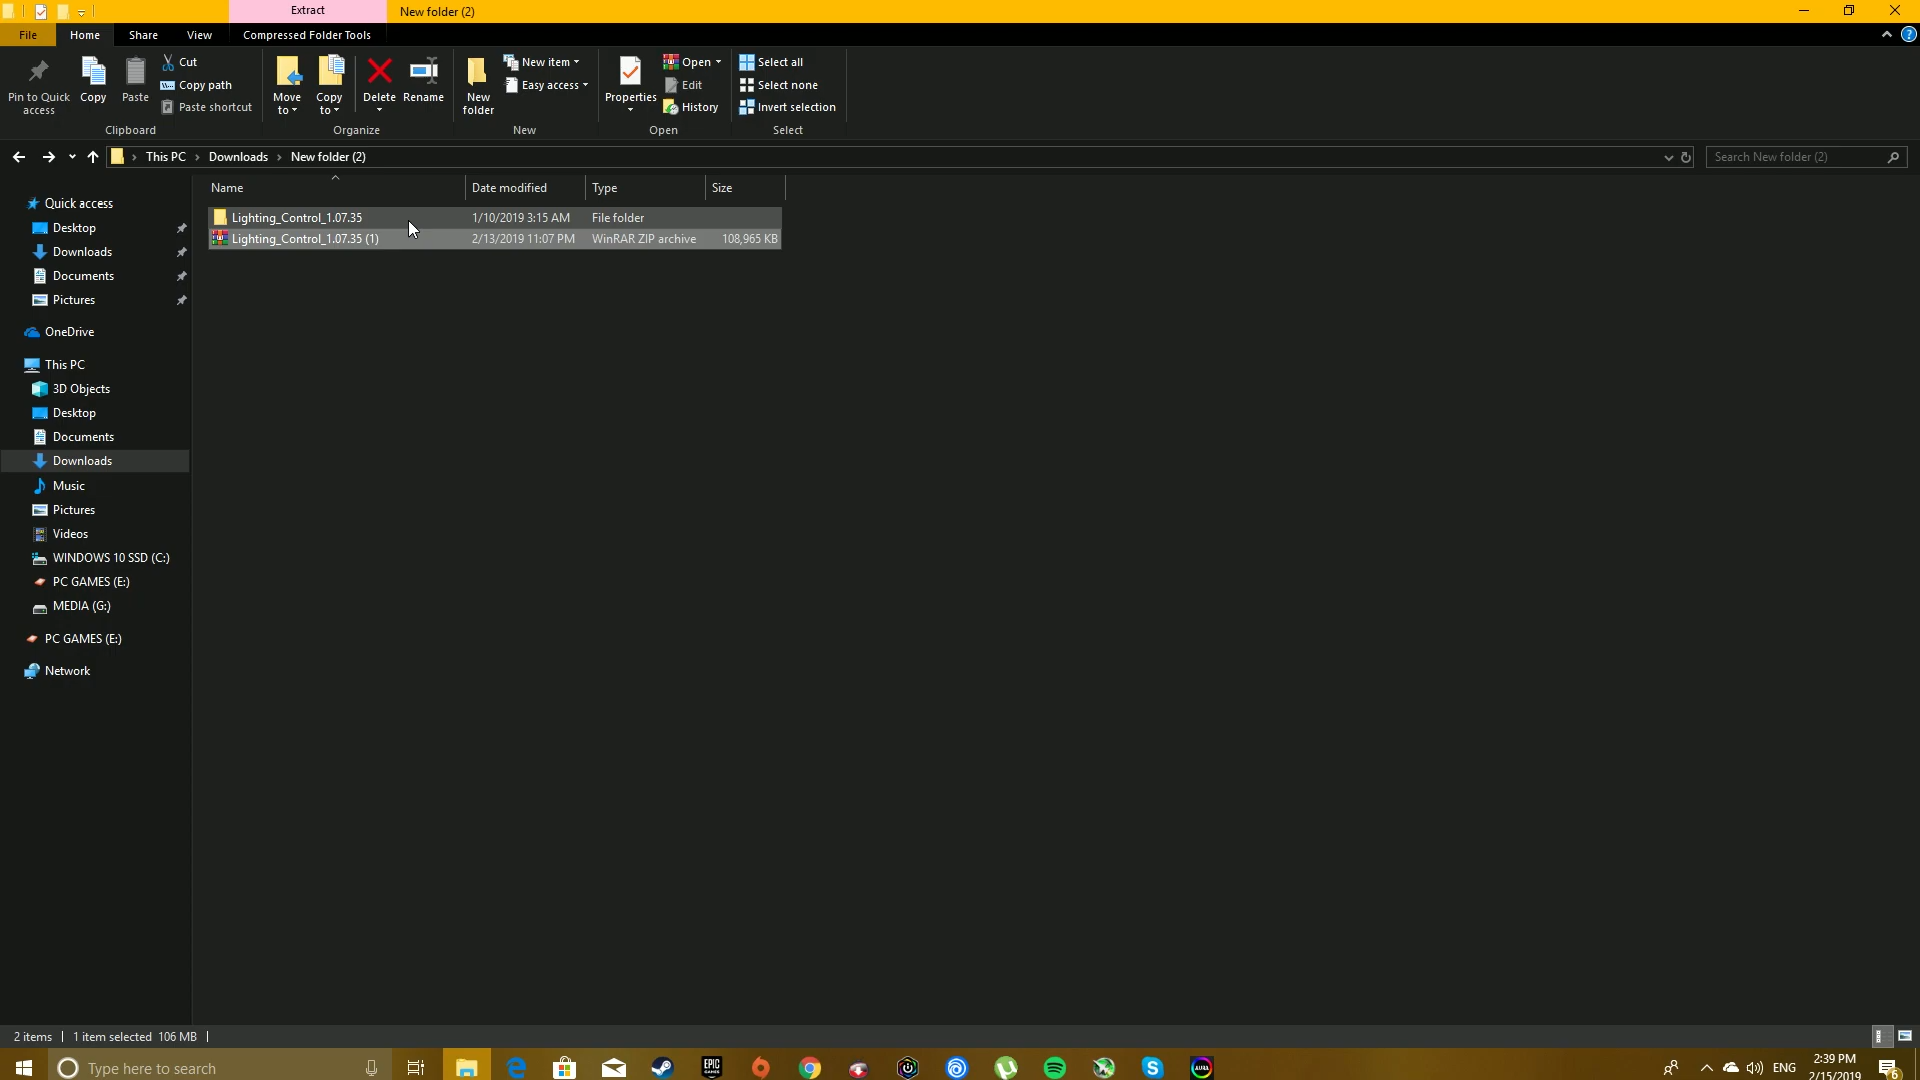 Extract
New folder (2)
File
Home
Share
View
Compressed Folder Tools
Pin to Quick access
Copy
Paste
Cut
Copy path
Paste shortcut
Clipboard
Move to
Copy to
Delete
Rename
Organize
New folder
New item
Easy access
New
Properties
Open
Edit
History
Open
Select all
Select none
Invert selection
Select
This PC
Downloads
New folder (2)
Search New folder (2)
Name
Date modified
Type
Size
Lighting_Control_1.07.35
1/10/2019 3:15 AM
File folder
Lighting_Control_1.07.35 (1)
2/13/2019 11:07 PM
WinRAR ZIP archive
108,965 KB
Quick access
Desktop
Downloads
Documents
Pictures
OneDrive
This PC
3D Objects
Desktop
Documents
Downloads
Music
Pictures
Videos
WINDOWS 10 SSD (C:)
PC GAMES (E:)
MEDIA (G:)
PC GAMES (E:)
Network
2 items
1 item selected 106 MB
Type here to search
EPIC GAMES
AURA
ENG
2:39 PM
2/15/2019
6